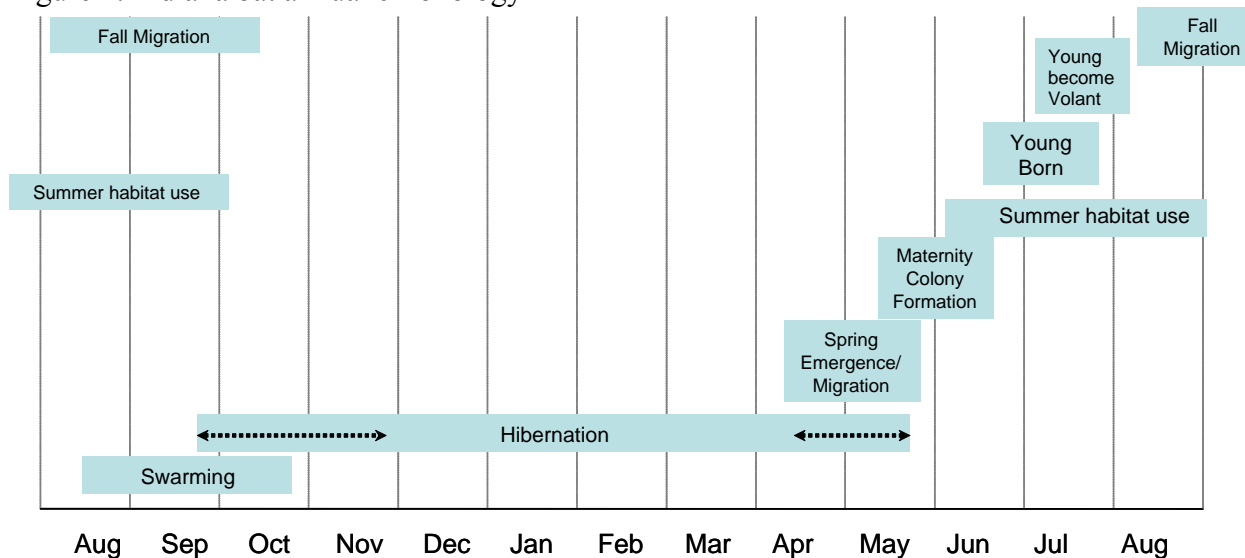 Fall Migration
Fall
Migration
Young
become
Volant
Young
Born
Summer habitat use
Summer habitat use
Maternity
Colony
Formation
Spring
Emergence/
Migration
Hibernation
Swarming
Aug Sep Oct Nov Dec Jan Feb Mar Apr May Jun Jul Aug